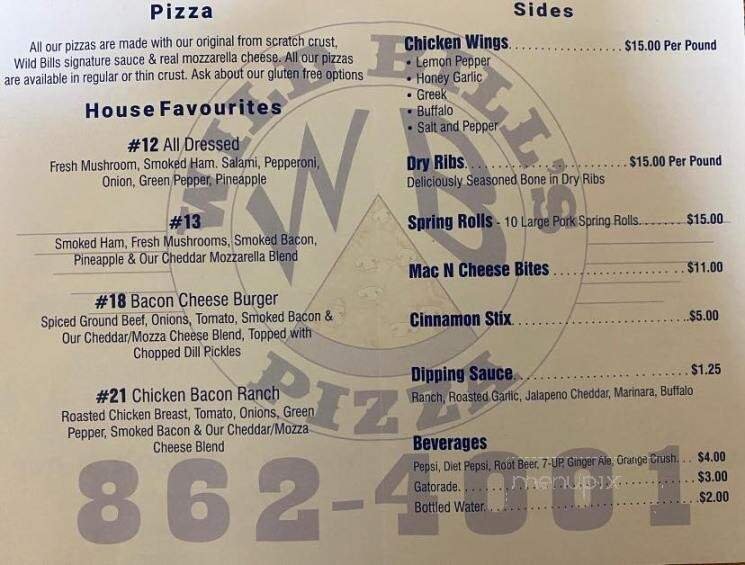 Pizza
All our pizzas are made with our original from scratch crust,
Wild Bills signature sauce & real mozzarella cheese. All our pizzas
are available in regular or thin crust. Ask about our gluten free options
House Favourites
#12 All Dressed
Fresh Mushroom, Smoked Ham. Salami, Pepperoni,
Onion, Green Pepper, Pineapple
#13
Smoked Ham, Fresh Mushrooms, Smoked Bacon,
Pineapple & Our Cheddar Mozzarella Blend
#18 Bacon Cheese Burger
Spiced Ground Beef, Onions, Tomato, Smoked Bacon &
Our Cheddar/Mozza Cheese Blend, Topped with
Chopped Dill Pickles
#21 Chicken Bacon Ranch
Roasted Chicken Breast, Tomato, Onions, Green
Pepper, Smoked Bacon & Our Cheddar/Mozza
Cheese Blend
Sides
Chicken Wings $15.00 Per Pound
• Lemon Pepper
• Honey Garlic
• Greek
• Buffalo
• Salt and Pepper
Dry Ribs $15.00 Per Pound
Deliciously Seasoned Bone in Dry Ribs
Spring Rolls - 10 Large Pork Spring Rolls $15.00
Mac N Cheese Bites $11.00
Cinnamon Stix $5.00
Dipping Sauce $1.25
Ranch, Roasted Garlic, Jalapeno Cheddar, Marinara, Buffalo
Beverages
Pepsi, Diet Pepsi, Root Beer, 7-UP, Ginger Ale, Orange Crush $4.00
Gatorade $3.00
Bottled Water $2.00
WILD BILL'S
WB
PIZZA
862-4001
menupix